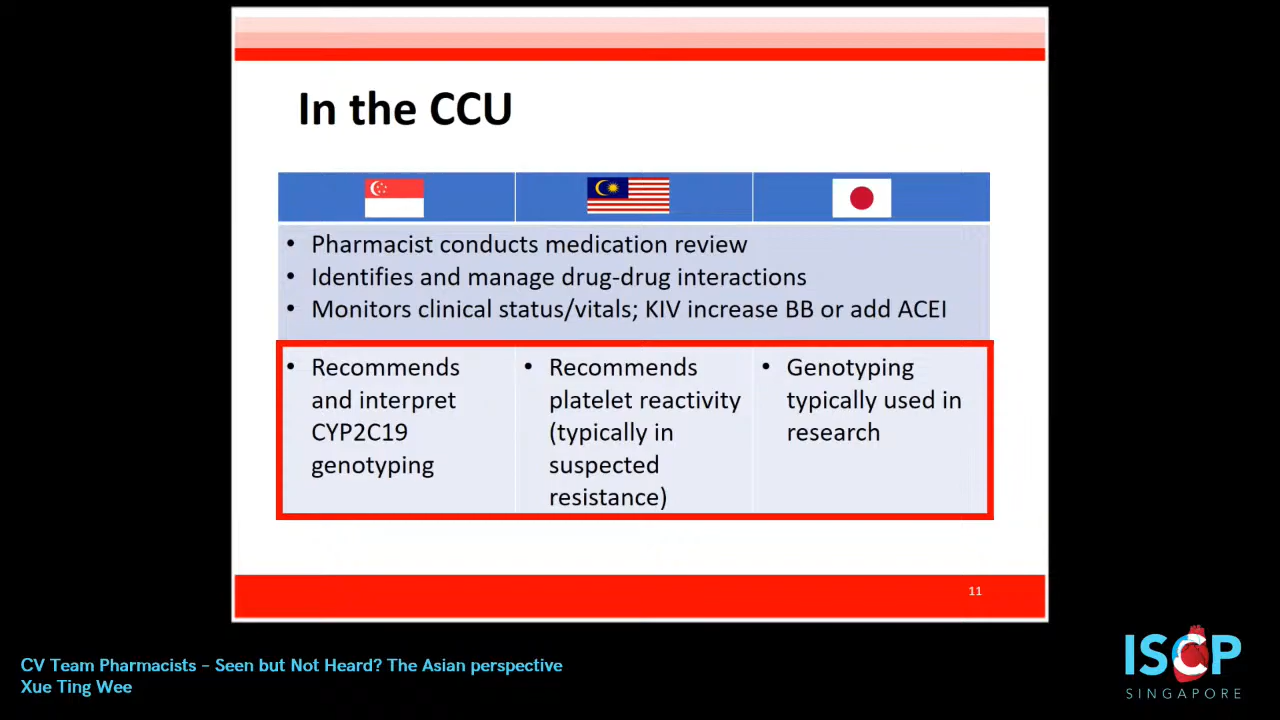 In the CCU
• Pharmacist conducts medication review
• Identifies and manage drug-drug interactions
• Monitors clinical status/vitals; KIV increase BB or add ACEI
• Recommends
and interpret
CYP2C19
genotyping
• Recommends
platelet reactivity
(typically in
suspected
resistance)
• Genotyping
typically used in
research
11
CV Team Pharmacists – Seen but Not Heard? The Asian perspective
Xue Ting Wee
ISCP
SINGAPORE